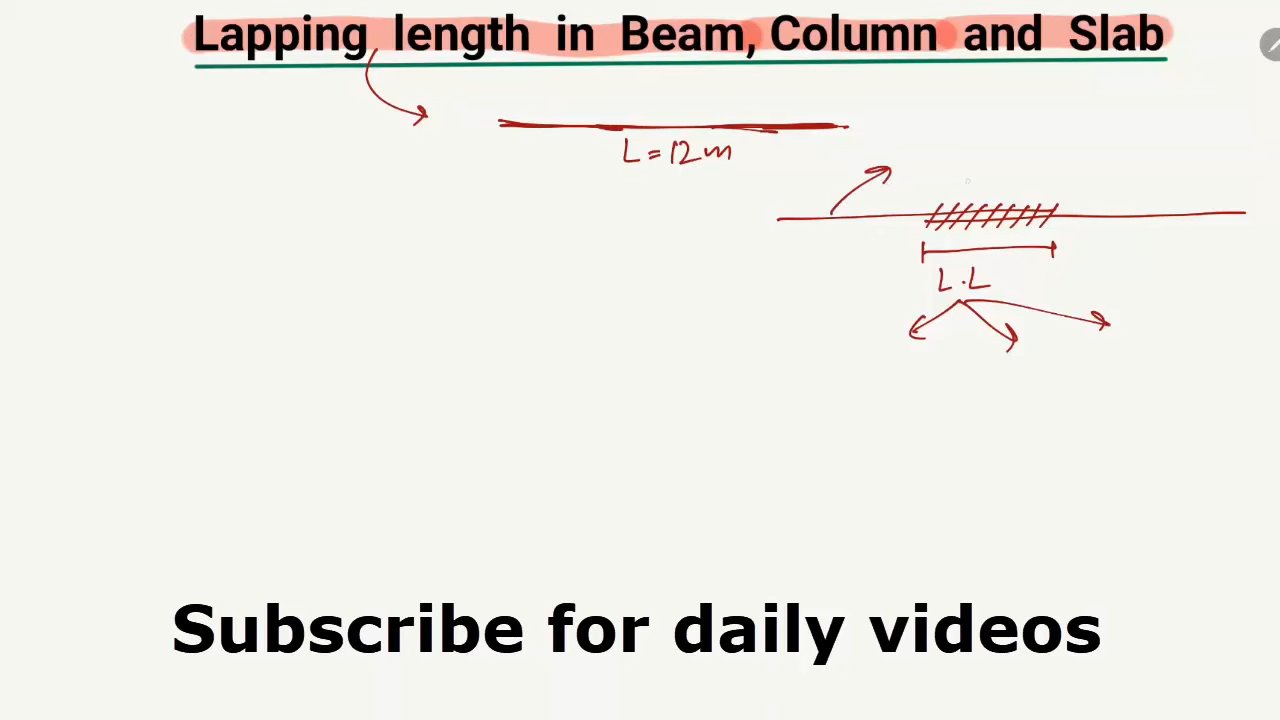 Lapping length in Beam, Column and Slab
L = 12m
L.L
Subscribe for daily videos